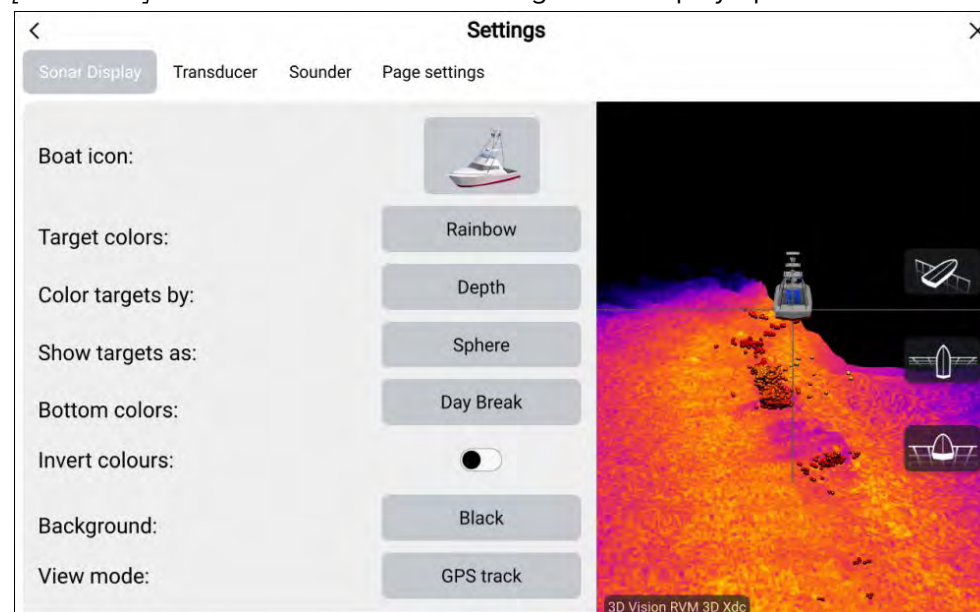 Settings
Sonar Display Transducer Sounder Page settings
Boat icon:
Target colors: Rainbow
Color targets by: Depth
Show targets as: Sphere
Bottom colors: Day Break
Invert colours:
Background: Black
View mode: GPS track
3D Vision RVM 3D Xdc